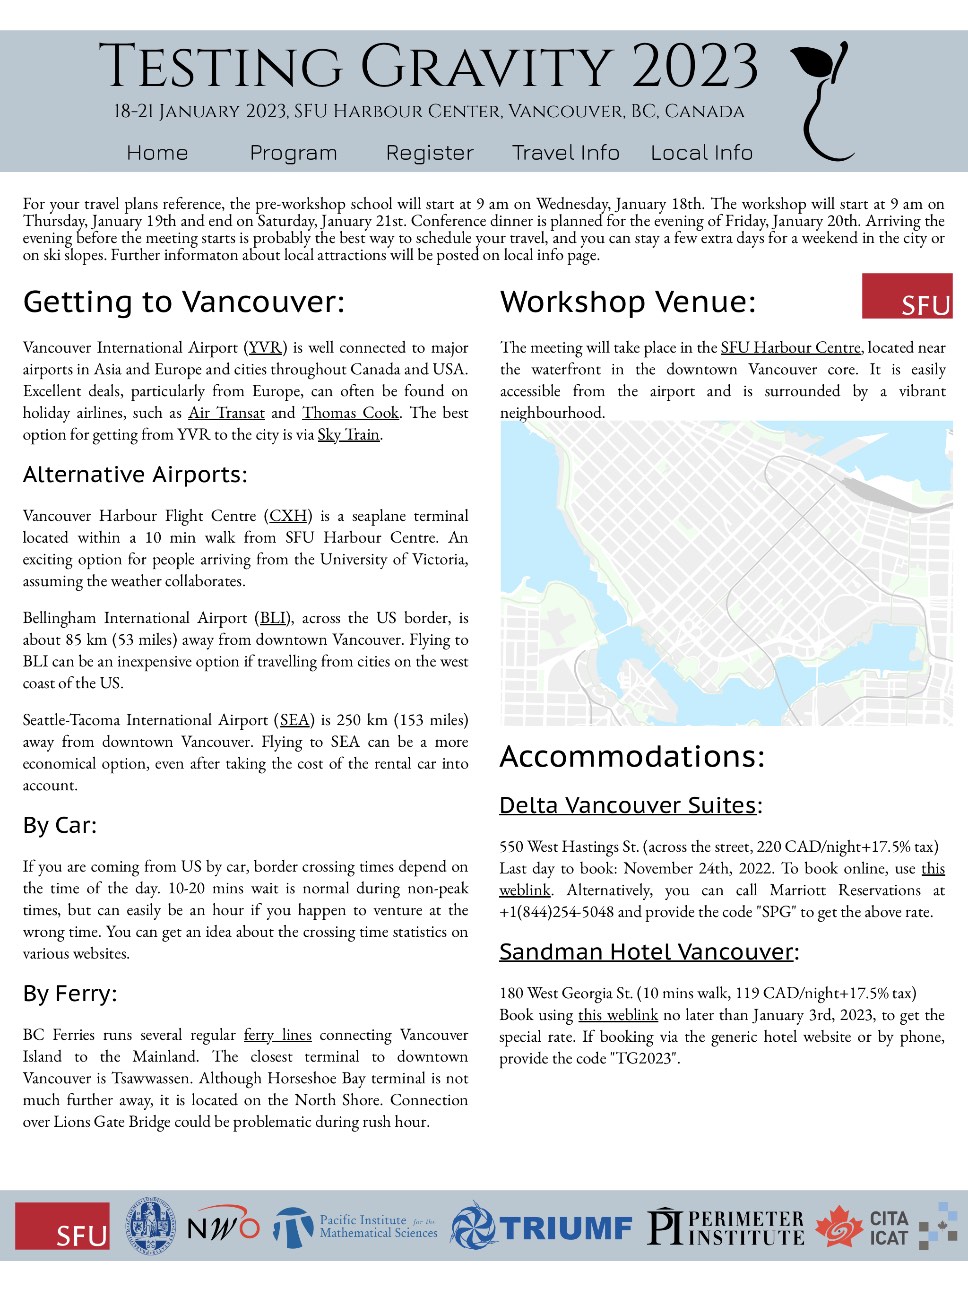 Testing Gravity 2023
18-21 January 2023, SFU Harbour Center, Vancouver, BC, Canada
Home Program Register Travel Info Local Info
For your travel plans reference, the pre-workshop school will start at 9 am on Wednesday, January 18th. The workshop will start at 9 am on
Thursday, January 19th and end on Saturday, January 21st. Conference dinner is planned for the evening of Friday, January 20th. Arriving the
evening before the meeting starts is probably the best way to schedule your travel, and you can stay a few extra days for a weekend in the city or
on ski slopes. Further informaton about local attractions will be posted on local info page.
Getting to Vancouver:
Vancouver International Airport (YVR) is well connected to major
airports in Asia and Europe and cities throughout Canada and USA.
Excellent deals, particularly from Europe, can often be found on
holiday airlines, such as Air Transat and Thomas Cook. The best
option for getting from YVR to the city is via Sky Train.
Alternative Airports:
Vancouver Harbour Flight Centre (CXH) is a seaplane terminal
located within a 10 min walk from SFU Harbour Centre. An
exciting option for people arriving from the University of Victoria,
assuming the weather collaborates.
Bellingham International Airport (BLI), across the US border, is
about 85 km (53 miles) away from downtown Vancouver. Flying to
BLI can be an inexpensive option if travelling from cities on the west
coast of the US.
Seattle-Tacoma International Airport (SEA) is 250 km (153 miles)
away from downtown Vancouver. Flying to SEA can be a more
economical option, even after taking the cost of the rental car into
account.
By Car:
If you are coming from US by car, border crossing times depend on
the time of the day. 10-20 mins wait is normal during non-peak
times, but can easily be an hour if you happen to venture at the
wrong time. You can get an idea about the crossing time statistics on
various websites.
By Ferry:
BC Ferries runs several regular ferry lines connecting Vancouver
Island to the Mainland. The closest terminal to downtown
Vancouver is Tsawwassen. Although Horseshoe Bay terminal is not
much further away, it is located on the North Shore. Connection
over Lions Gate Bridge could be problematic during rush hour.
Workshop Venue:
SFU
The meeting will take place in the SFU Harbour Centre, located near
the waterfront in the downtown Vancouver core. It is easily
accessible from the airport and is surrounded by a vibrant
neighbourhood.
Accommodations:
Delta Vancouver Suites:
550 West Hastings St. (across the street, 220 CAD/night+17.5% tax)
Last day to book: November 24th, 2022. To book online, use this
weblink. Alternatively, you can call Marriott Reservations at
+1(844)254-5048 and provide the code "SPG" to get the above rate.
Sandman Hotel Vancouver:
180 West Georgia St. (10 mins walk, 119 CAD/night+17.5% tax)
Book using this weblink no later than January 3rd, 2023, to get the
special rate. If booking via the generic hotel website or by phone,
provide the code "TG2023".
SFU
NWO
Pacific Institute for the
Mathematical Sciences
TRIUMF
PI PERIMETER
INSTITUTE
CITA
ICAT